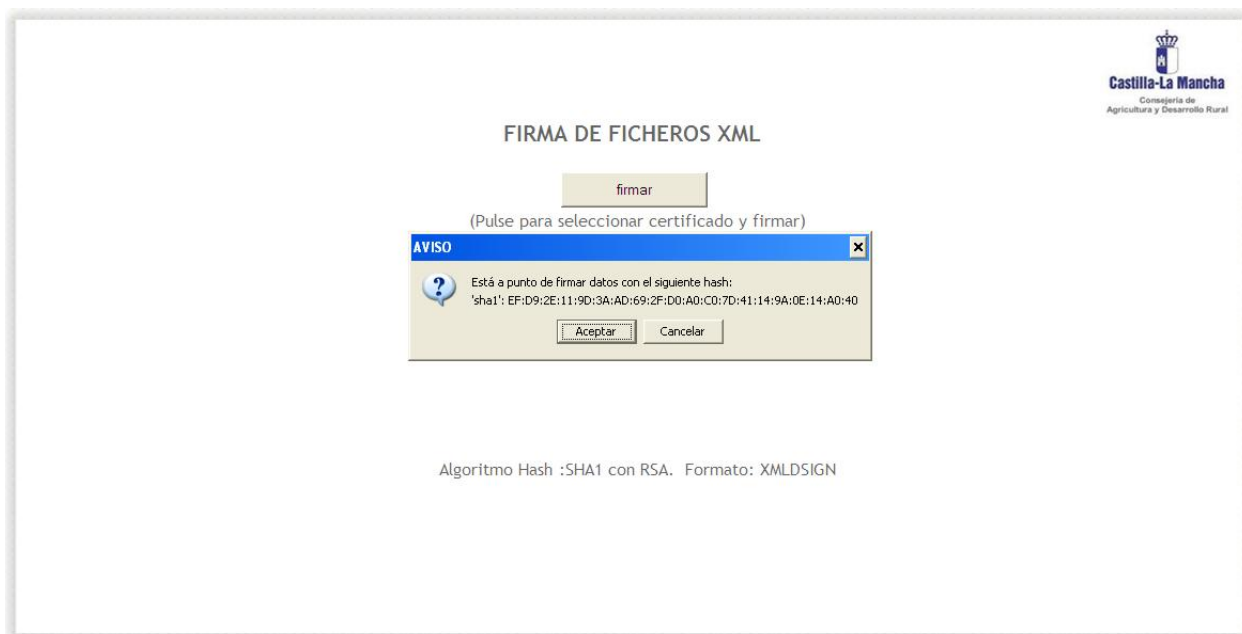 Castilla-La Mancha
Consejería de
Agricultura y Desarrollo Rural
FIRMA DE FICHEROS XML
firmar
(Pulse para seleccionar certificado y firmar)
AVISO
Está a punto de firmar datos con el siguiente hash:
'sha1': EF:D9:2E:11:9D:3A:AD:69:2F:D0:A0:C0:7D:41:14:9A:0E:14:A0:40
Aceptar Cancelar
Algoritmo Hash :SHA1 con RSA. Formato: XMLDSIGN